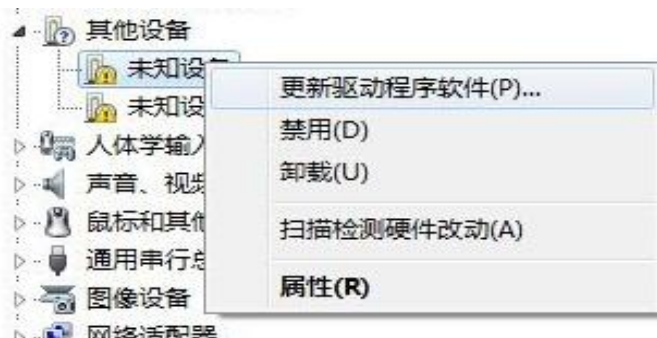 其他设备
未知设
更新驱动程序软件(P)...
未知设
禁用(D)
人体学输入
卸载(U)
声音、视频
扫描检测硬件改动(A)
鼠标和其他
通用串行总
属性(R)
图像设备
网络适配器